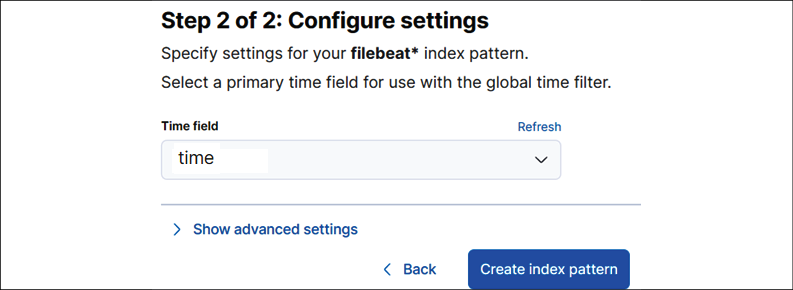 Step 2 of 2: Configure settings
Specify settings for your filebeat* index pattern.
Select a primary time field for use with the global time filter.
Time field Refresh
time
Show advanced settings
Back Create index pattern